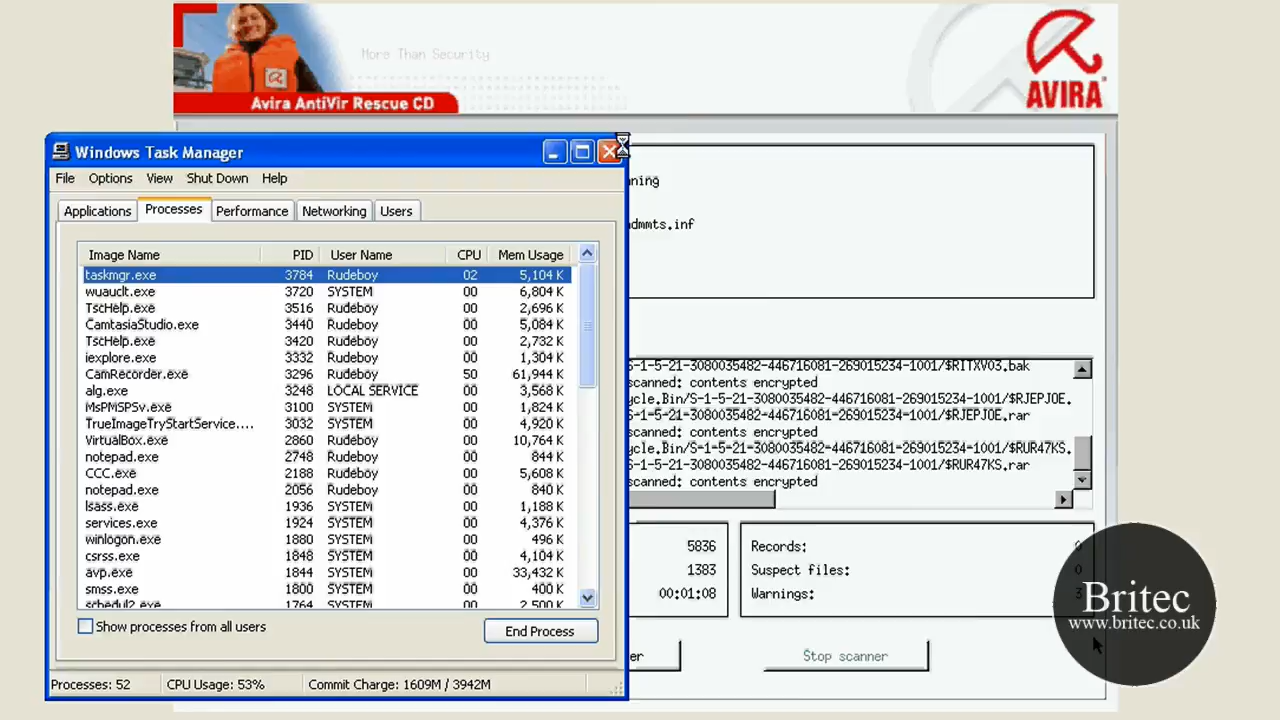 More Than Security
AVIRA
Avira AntiVir Rescue CD
Windows Task Manager
File Options View Shut Down Help
Applications Processes Performance Networking Users
Image Name PID User Name CPU Mem Usage
taskmgr.exe 3784 Rudeboy 02 5,104 K
wuauclt.exe 3720 SYSTEM 00 6,804 K
TscHelp.exe 3516 Rudeboy 00 2,696 K
CamtasiaStudio.exe 3440 Rudeboy 00 5,084 K
TscHelp.exe 3420 Rudeboy 00 2,732 K
iexplore.exe 3332 Rudeboy 00 1,304 K
CamRecorder.exe 3296 Rudeboy 50 61,944 K
alg.exe 3248 LOCAL SERVICE 00 3,568 K
MsPMSPSv.exe 3100 SYSTEM 00 1,824 K
TrueImageTryStartService.... 3032 SYSTEM 00 4,920 K
VirtualBox.exe 2860 Rudeboy 00 10,764 K
notepad.exe 2748 Rudeboy 00 844 K
CCC.exe 2188 Rudeboy 00 5,608 K
notepad.exe 2056 Rudeboy 00 840 K
lsass.exe 1936 SYSTEM 00 1,188 K
services.exe 1924 SYSTEM 00 4,376 K
winlogon.exe 1880 SYSTEM 00 496 K
csrss.exe 1848 SYSTEM 00 4,104 K
avp.exe 1844 SYSTEM 00 33,432 K
smss.exe 1800 SYSTEM 00 400 K
schedul2.exe 1764 SYSTEM 00 2,500 K
Show processes from all users
End Process
Processes: 52 CPU Usage: 53% Commit Charge: 1609M / 3942M
ning
dmmts.inf
S-1-5-21-3080035482-446716081-269015234-1001/$RITXV03.bak
scanned: contents encrypted
ycle.Bin/S-1-5-21-3080035482-446716081-269015234-1001/$RJEPJOE.
S-1-5-21-3080035482-446716081-269015234-1001/$RJEPJOE.rar
scanned: contents encrypted
ycle.Bin/S-1-5-21-3080035482-446716081-269015234-1001/$RUR47KS.
S-1-5-21-3080035482-446716081-269015234-1001/$RUR47KS.rar
scanned: contents encrypted
5836 Records:
1383 Suspect files: 0
00:01:08 Warnings: 3
er Stop scanner
Britec
www.britec.co.uk